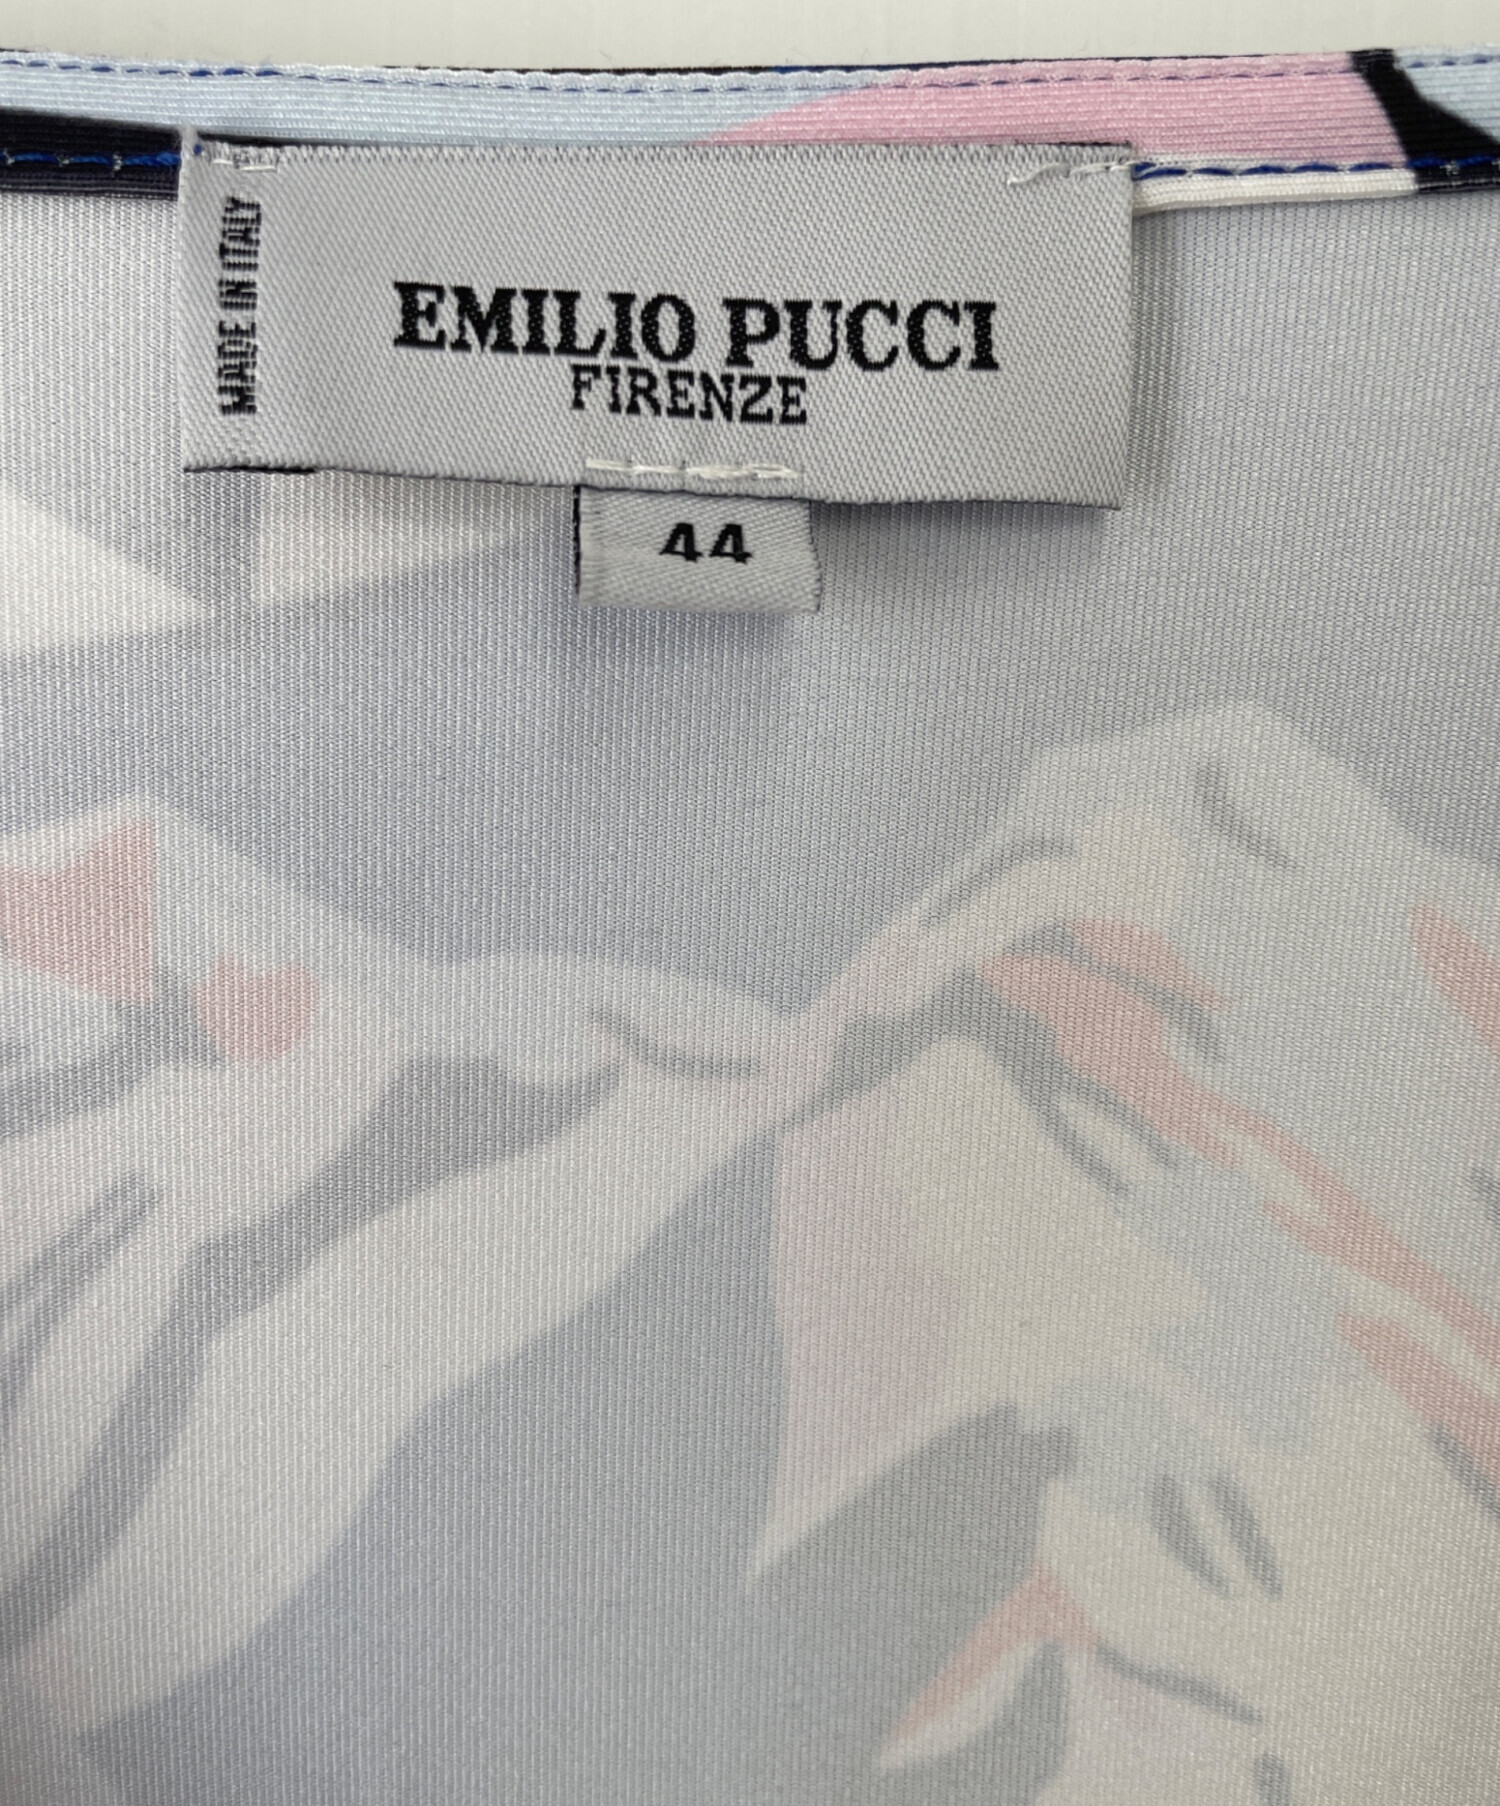 MADE IN ITALY
EMILIO PUCCI
FIRENZE
44